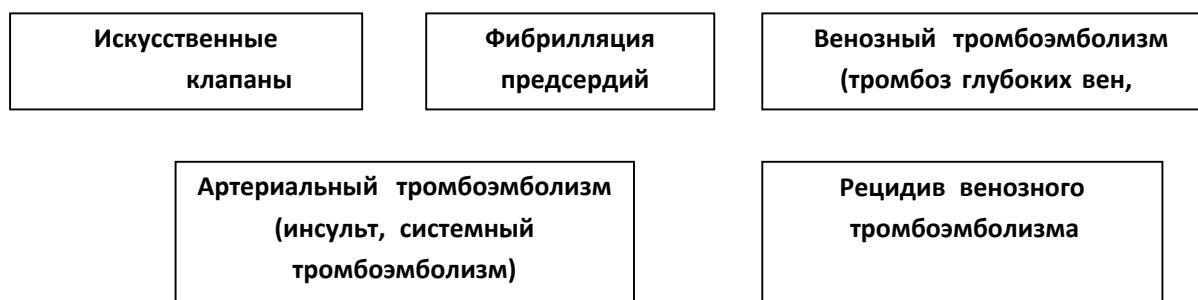 Искусственные
клапаны
Фибрилляция
предсердий
Венозный тромбоэмболизм
(тромбоз глубоких вен,
Артериальный тромбоэмболизм
(инсульт, системный
тромбоэмболизм)
Рецидив венозного
тромбоэмболизма